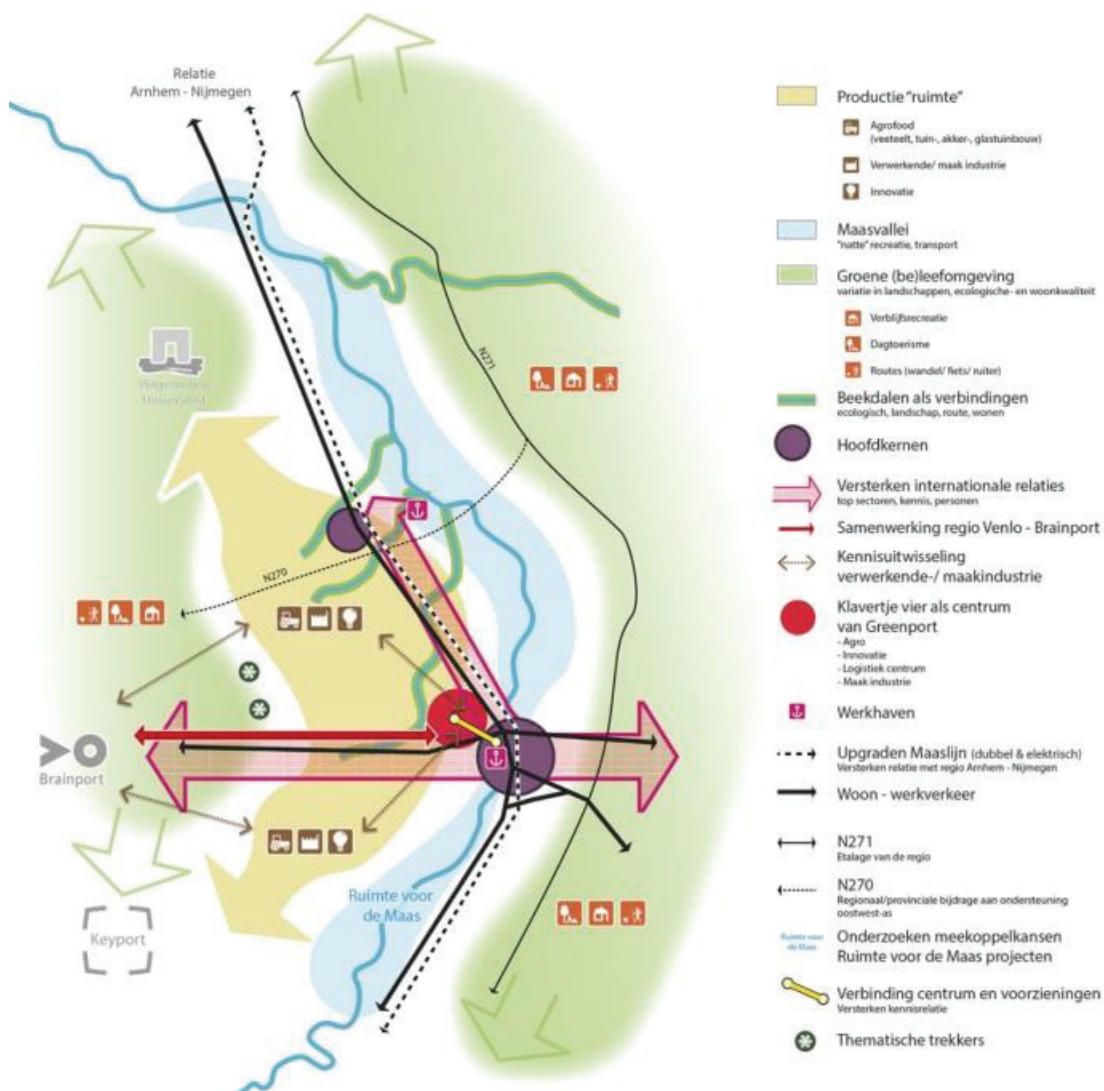 Relatie
Arnhem - Nijmegen
Wageningen
Universiteit
N271
N270
Brainport
Keyport
Ruimte voor
de Maas
Productie "ruimte"
Agrofood
(veeteelt, tuin-, akker-, glastuinbouw)
Verwerkende/ maak industrie
Innovatie
Maasvallei
"natte" recreatie, transport
Groene (be)leefomgeving
variatie in landschappen, ecologische- en woonkwaliteit
Verblijfsrecreatie
Dagtoerisme
Routes (wandel/ fiets/ ruiter)
Beekdalen als verbindingen
ecologisch, landschap, route, wonen
Hoofdkernen
Versterken internationale relaties
top sectoren, kennis, personen
Samenwerking regio Venlo - Brainport
Kennisuitwisseling
verwerkende-/ maakindustrie
Klavertje vier als centrum
van Greenport
- Agro
- Innovatie
- Logistiek centrum
- Maak industrie
Werkhaven
Upgraden Maaslijn (dubbel & elektrisch)
Versterken relatie met regio Arnhem - Nijmegen
Woon - werkverkeer
N271
Etalage van de regio
N270
Regionaal/provinciale bijdrage aan ondersteuning
oostwest-as
Ruimte voor
de Maas
Onderzoeken meekoppelkansen
Ruimte voor de Maas projecten
Verbinding centrum en voorzieningen
Versterken kennisrelatie
Thematische trekkers